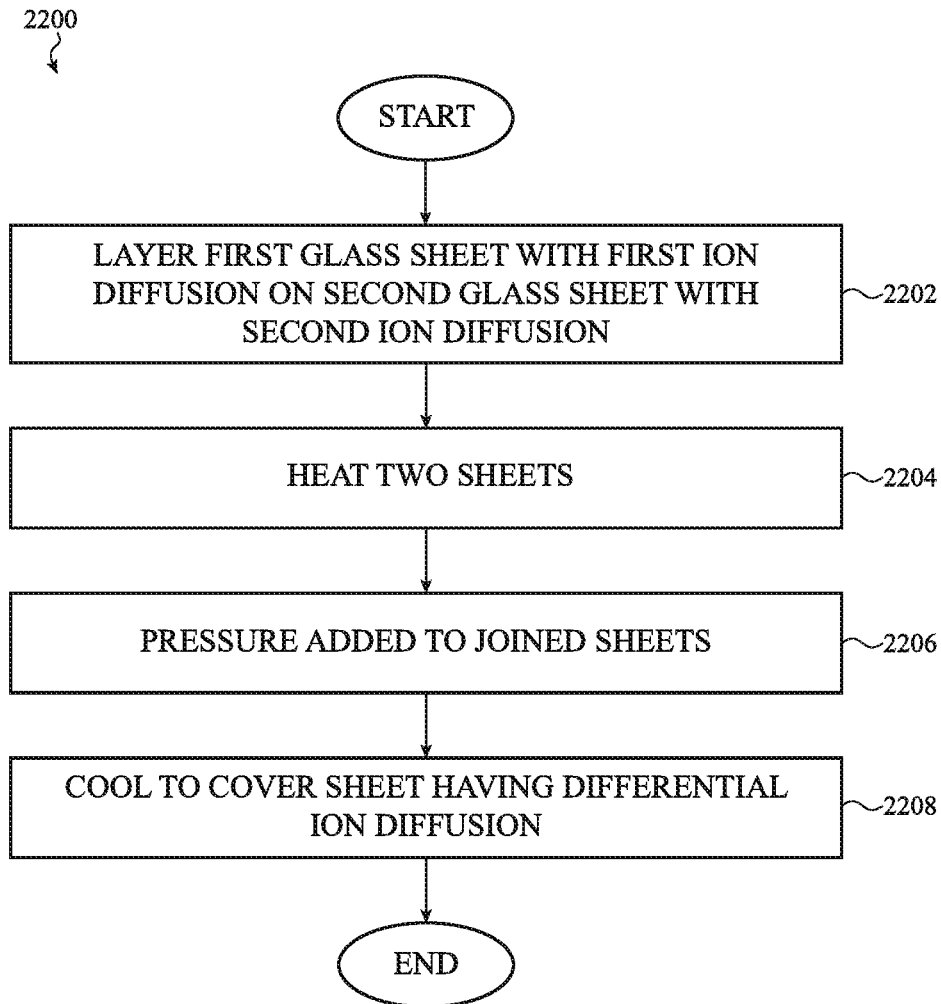 2200
START
LAYER FIRST GLASS SHEET WITH FIRST ION
DIFFUSION ON SECOND GLASS SHEET WITH
SECOND ION DIFFUSION
2202
HEAT TWO SHEETS
2204
PRESSURE ADDED TO JOINED SHEETS
2206
COOL TO COVER SHEET HAVING DIFFERENTIAL
ION DIFFUSION
2208
END